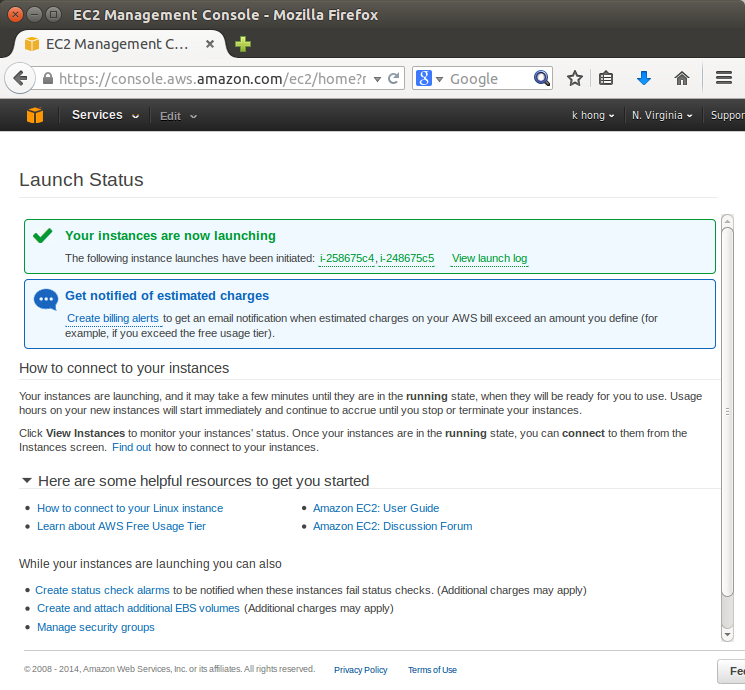 EC2 Management Console - Mozilla Firefox
EC2 Management C...
https://console.aws.amazon.com/ec2/home?r
Google
Services
Edit
k hong
N. Virginia
Suppor
Launch Status
Your instances are now launching
The following instance launches have been initiated: i-258675c4, i-248675c5 View launch log
Get notified of estimated charges
Create billing alerts to get an email notification when estimated charges on your AWS bill exceed an amount you define (for
example, if you exceed the free usage tier).
How to connect to your instances
Your instances are launching, and it may take a few minutes until they are in the running state, when they will be ready for you to use. Usage
hours on your new instances will start immediately and continue to accrue until you stop or terminate your instances.
Click View Instances to monitor your instances' status. Once your instances are in the running state, you can connect to them from the
Instances screen. Find out how to connect to your instances.
Here are some helpful resources to get you started
• How to connect to your Linux instance
• Amazon EC2: User Guide
• Learn about AWS Free Usage Tier
• Amazon EC2: Discussion Forum
While your instances are launching you can also
• Create status check alarms to be notified when these instances fail status checks. (Additional charges may apply)
• Create and attach additional EBS volumes (Additional charges may apply)
• Manage security groups
© 2008 - 2014, Amazon Web Services, Inc. or its affiliates. All rights reserved. Privacy Policy Terms of Use
Fee